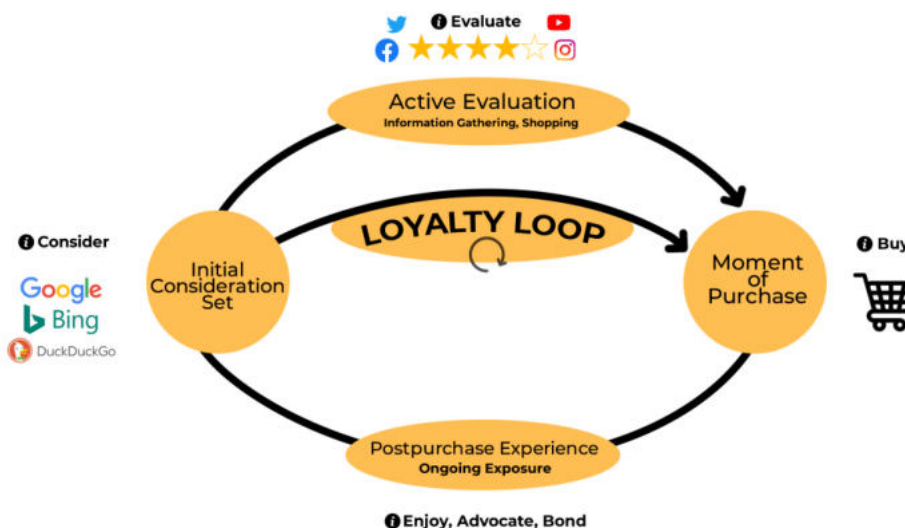 Evaluate
Active Evaluation
Information Gathering, Shopping
LOYALTY LOOP
Consider
Google
Bing
DuckDuckGo
Initial
Consideration
Set
Moment
of
Purchase
Buy
Postpurchase Experience
Ongoing Exposure
Enjoy, Advocate, Bond